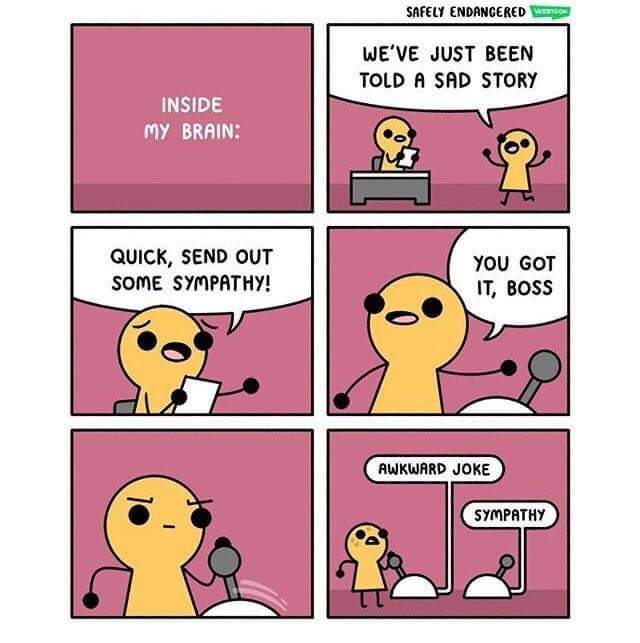 SAFELY ENDANGERED WEBTOON
INSIDE
MY BRAIN:
WE'VE JUST BEEN
TOLD A SAD STORY
QUICK, SEND OUT
SOME SYMPATHY!
YOU GOT
IT, BOSS
AWKWARD JOKE
SYMPATHY